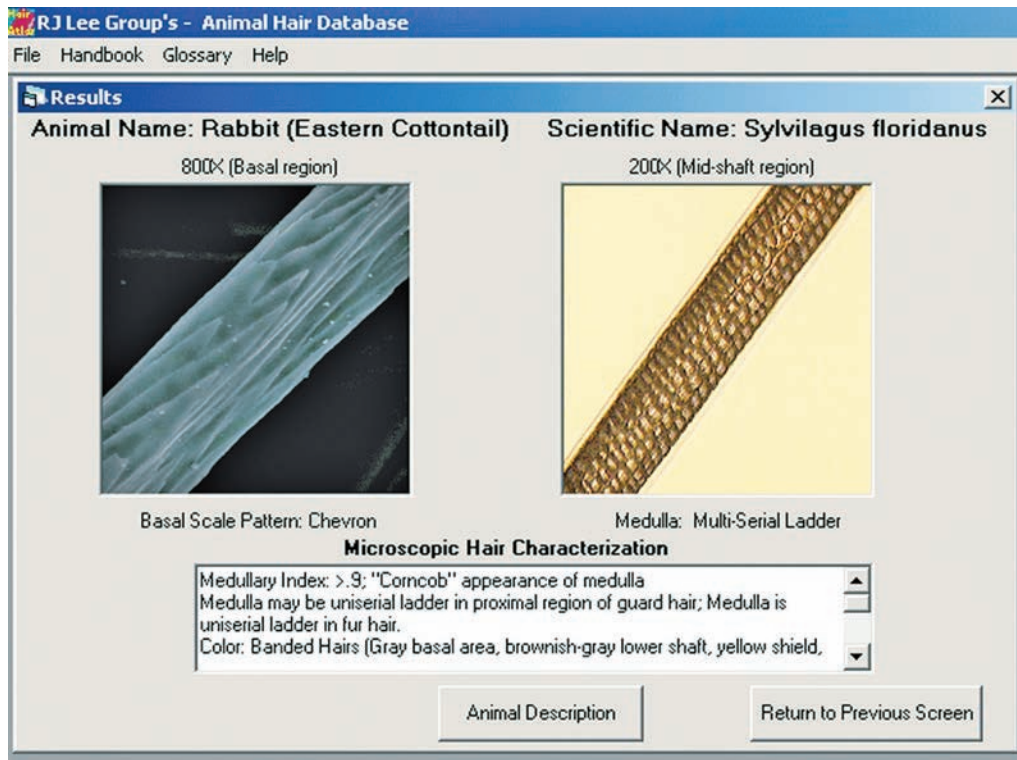 RJ Lee Group's - Animal Hair Database
File Handbook Glossary Help
Results
Animal Name: Rabbit (Eastern Cottontail) Scientific Name: Sylvilagus floridanus
800X (Basal region) 200X (Mid-shaft region)
Basal Scale Pattern: Chevron Medulla: Multi-Serial Ladder
Microscopic Hair Characterization
Medullary Index: >.9; "Corncob" appearance of medulla
Medulla may be uniserial ladder in proximal region of guard hair; Medulla is
uniserial ladder in fur hair.
Color: Banded Hairs (Gray basal area, brownish-gray lower shaft, yellow shield,
Animal Description Return to Previous Screen